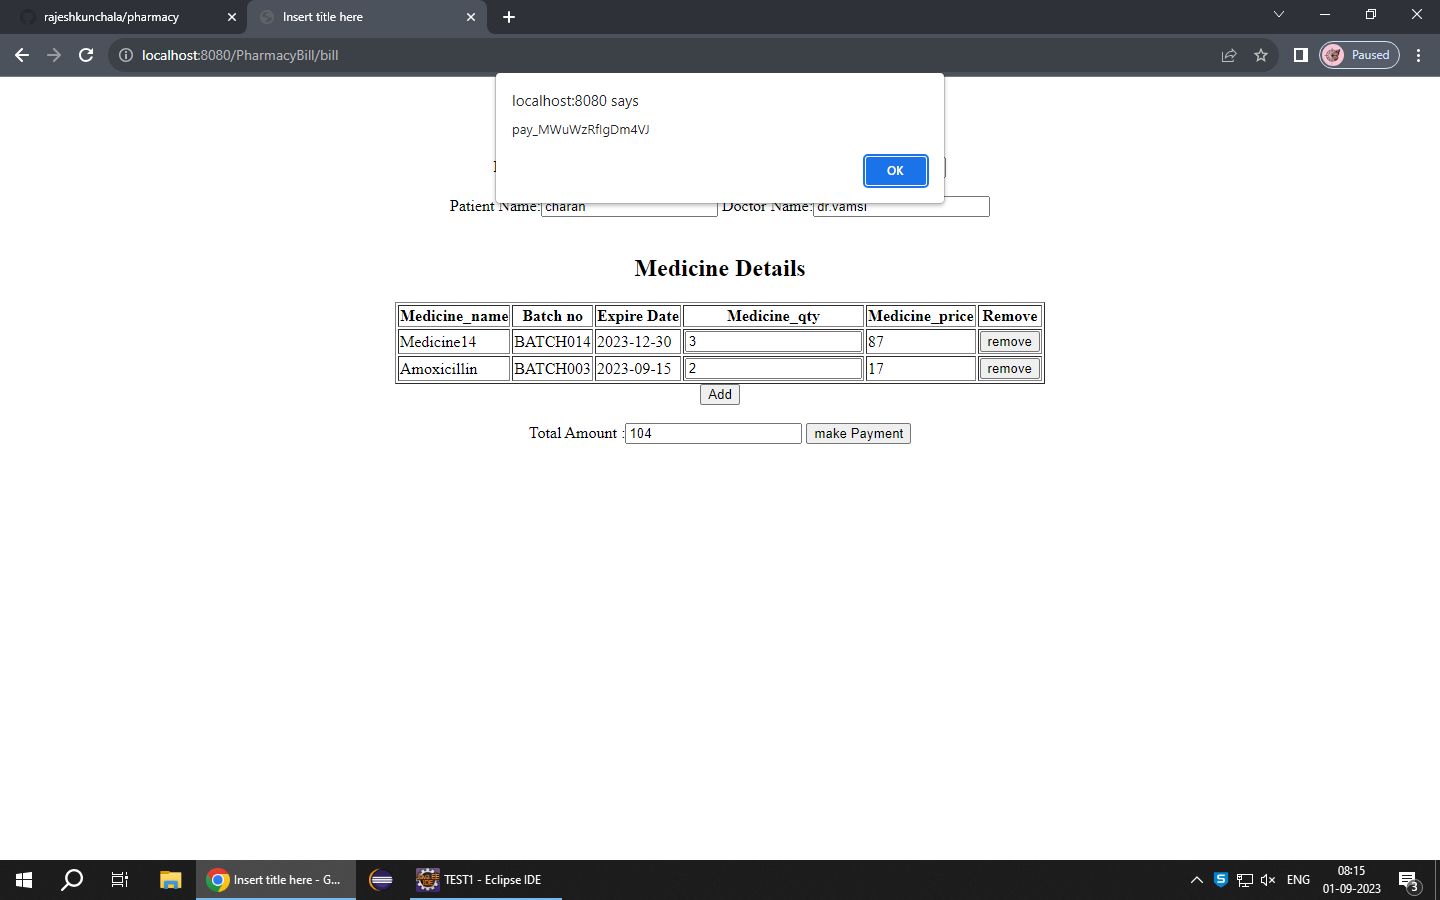 rajeshkunchala/pharmacy
Insert title here
localhost:8080/PharmacyBill/bill
Paused
localhost:8080 says
pay_MWuWzRfIgDm4VJ
OK
Patient Name: charan Doctor Name: dr.vamsi
Medicine Details
Medicine_name Batch no Expire Date Medicine_qty Medicine_price Remove
Medicine14 BATCH014 2023-12-30 3 87 remove
Amoxicillin BATCH003 2023-09-15 2 17 remove
Add
Total Amount : 104 make Payment
Insert title here - G...
TEST1 - Eclipse IDE
ENG
08:15
01-09-2023
3